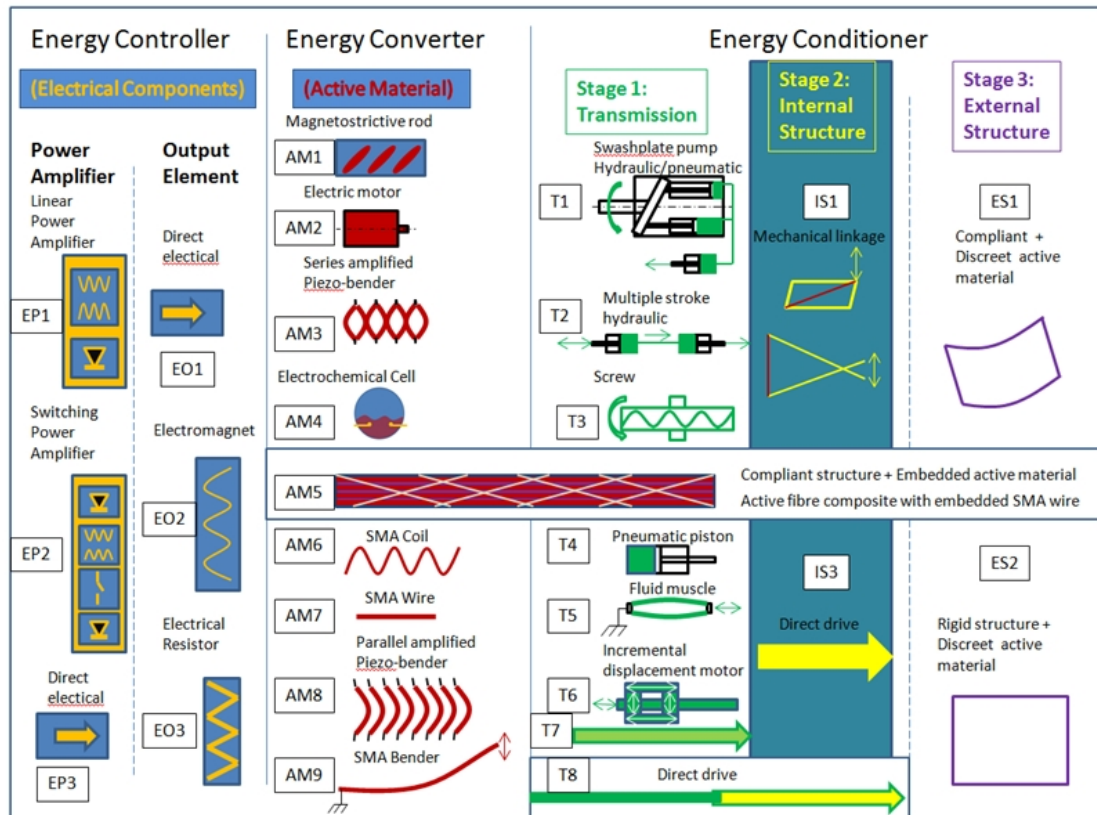 Energy Controller
(Electrical Components)
Power
Amplifier
Linear
Power
Amplifier
EP1
Switching
Power
Amplifier
EP2
Direct
electical
EP3
Output
Element
Direct
electical
EO1
Electromagnet
EO2
Electrical
Resistor
EO3
Energy Converter
(Active Material)
Magnetostrictive rod
AM1
Electric motor
AM2
Series amplified
Piezo-bender
AM3
Electrochemical Cell
AM4
AM5
Compliant structure + Embedded active material
Active fibre composite with embedded SMA wire
AM6
SMA Coil
AM7
SMA Wire
Parallel amplified
Piezo-bender
AM8
SMA Bender
AM9
Energy Conditioner
Stage 1:
Transmission
Swashplate pump
Hydraulic/pneumatic
T1
T2
Multiple stroke
hydraulic
Screw
T3
T4
Pneumatic piston
T5
Fluid muscle
Incremental
displacement motor
T6
T7
T8
Direct drive
Stage 2:
Internal
Structure
IS1
Mechanical linkage
IS3
Direct drive
Stage 3:
External
Structure
ES1
Compliant +
Discreet active
material
ES2
Rigid structure +
Discreet active
material